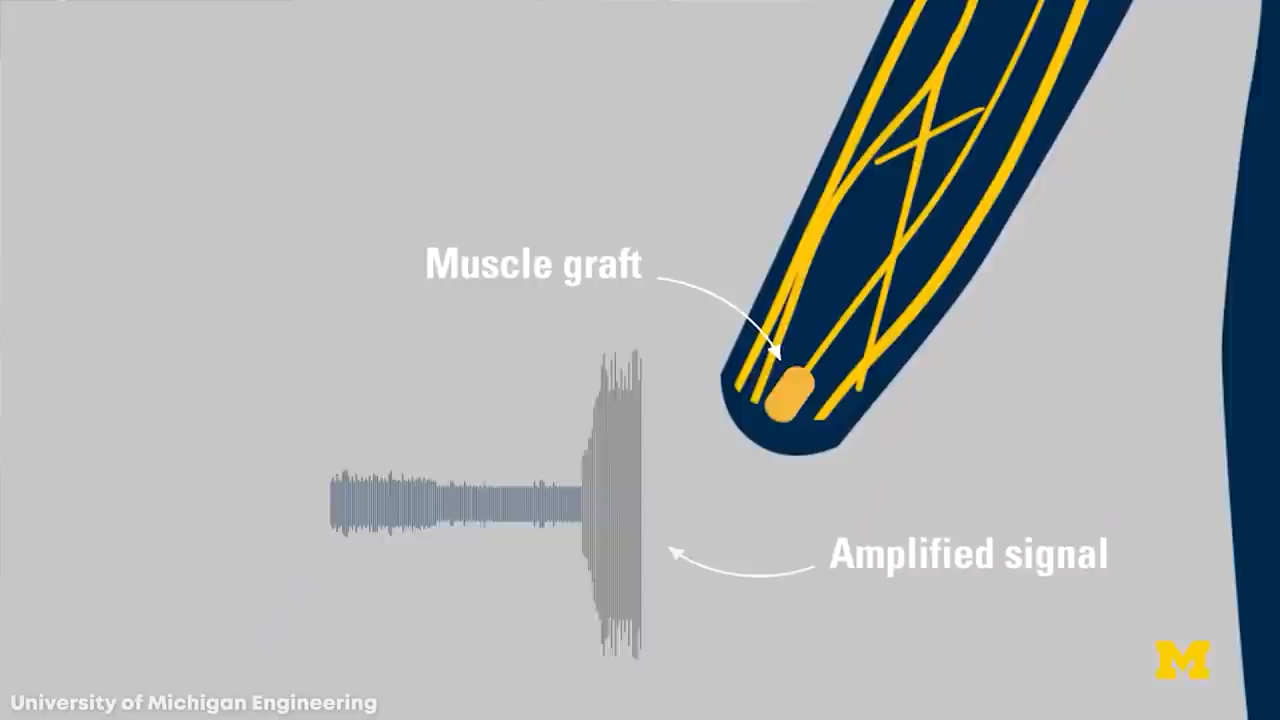 Muscle graft
Amplified signal
M
University of Michigan Engineering